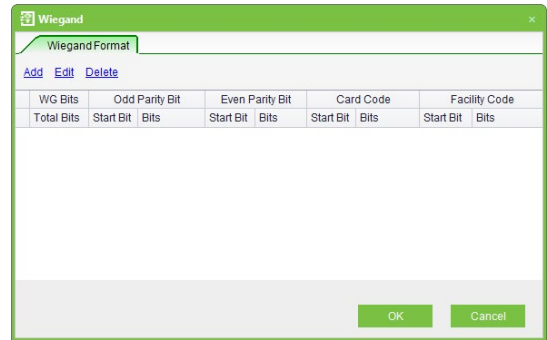 Wiegand
Wiegand Format
Add Edit Delete
WG Bits Odd Parity Bit Even Parity Bit Card Code Facility Code
Total Bits Start Bit Bits Start Bit Bits Start Bit Bits Start Bit Bits
OK Cancel